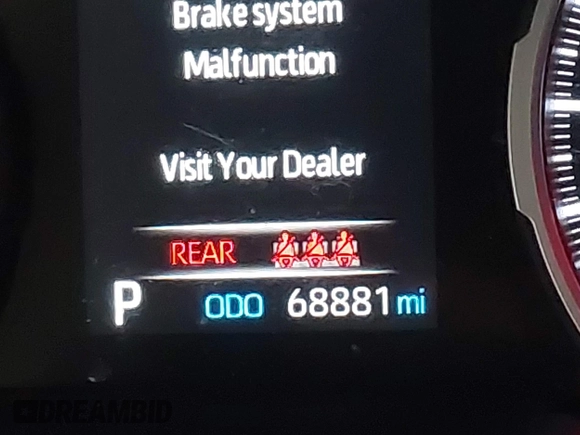 Brake system
Malfunction
Visit Your Dealer
REAR
P ODO 68881 mi
DREAMBID